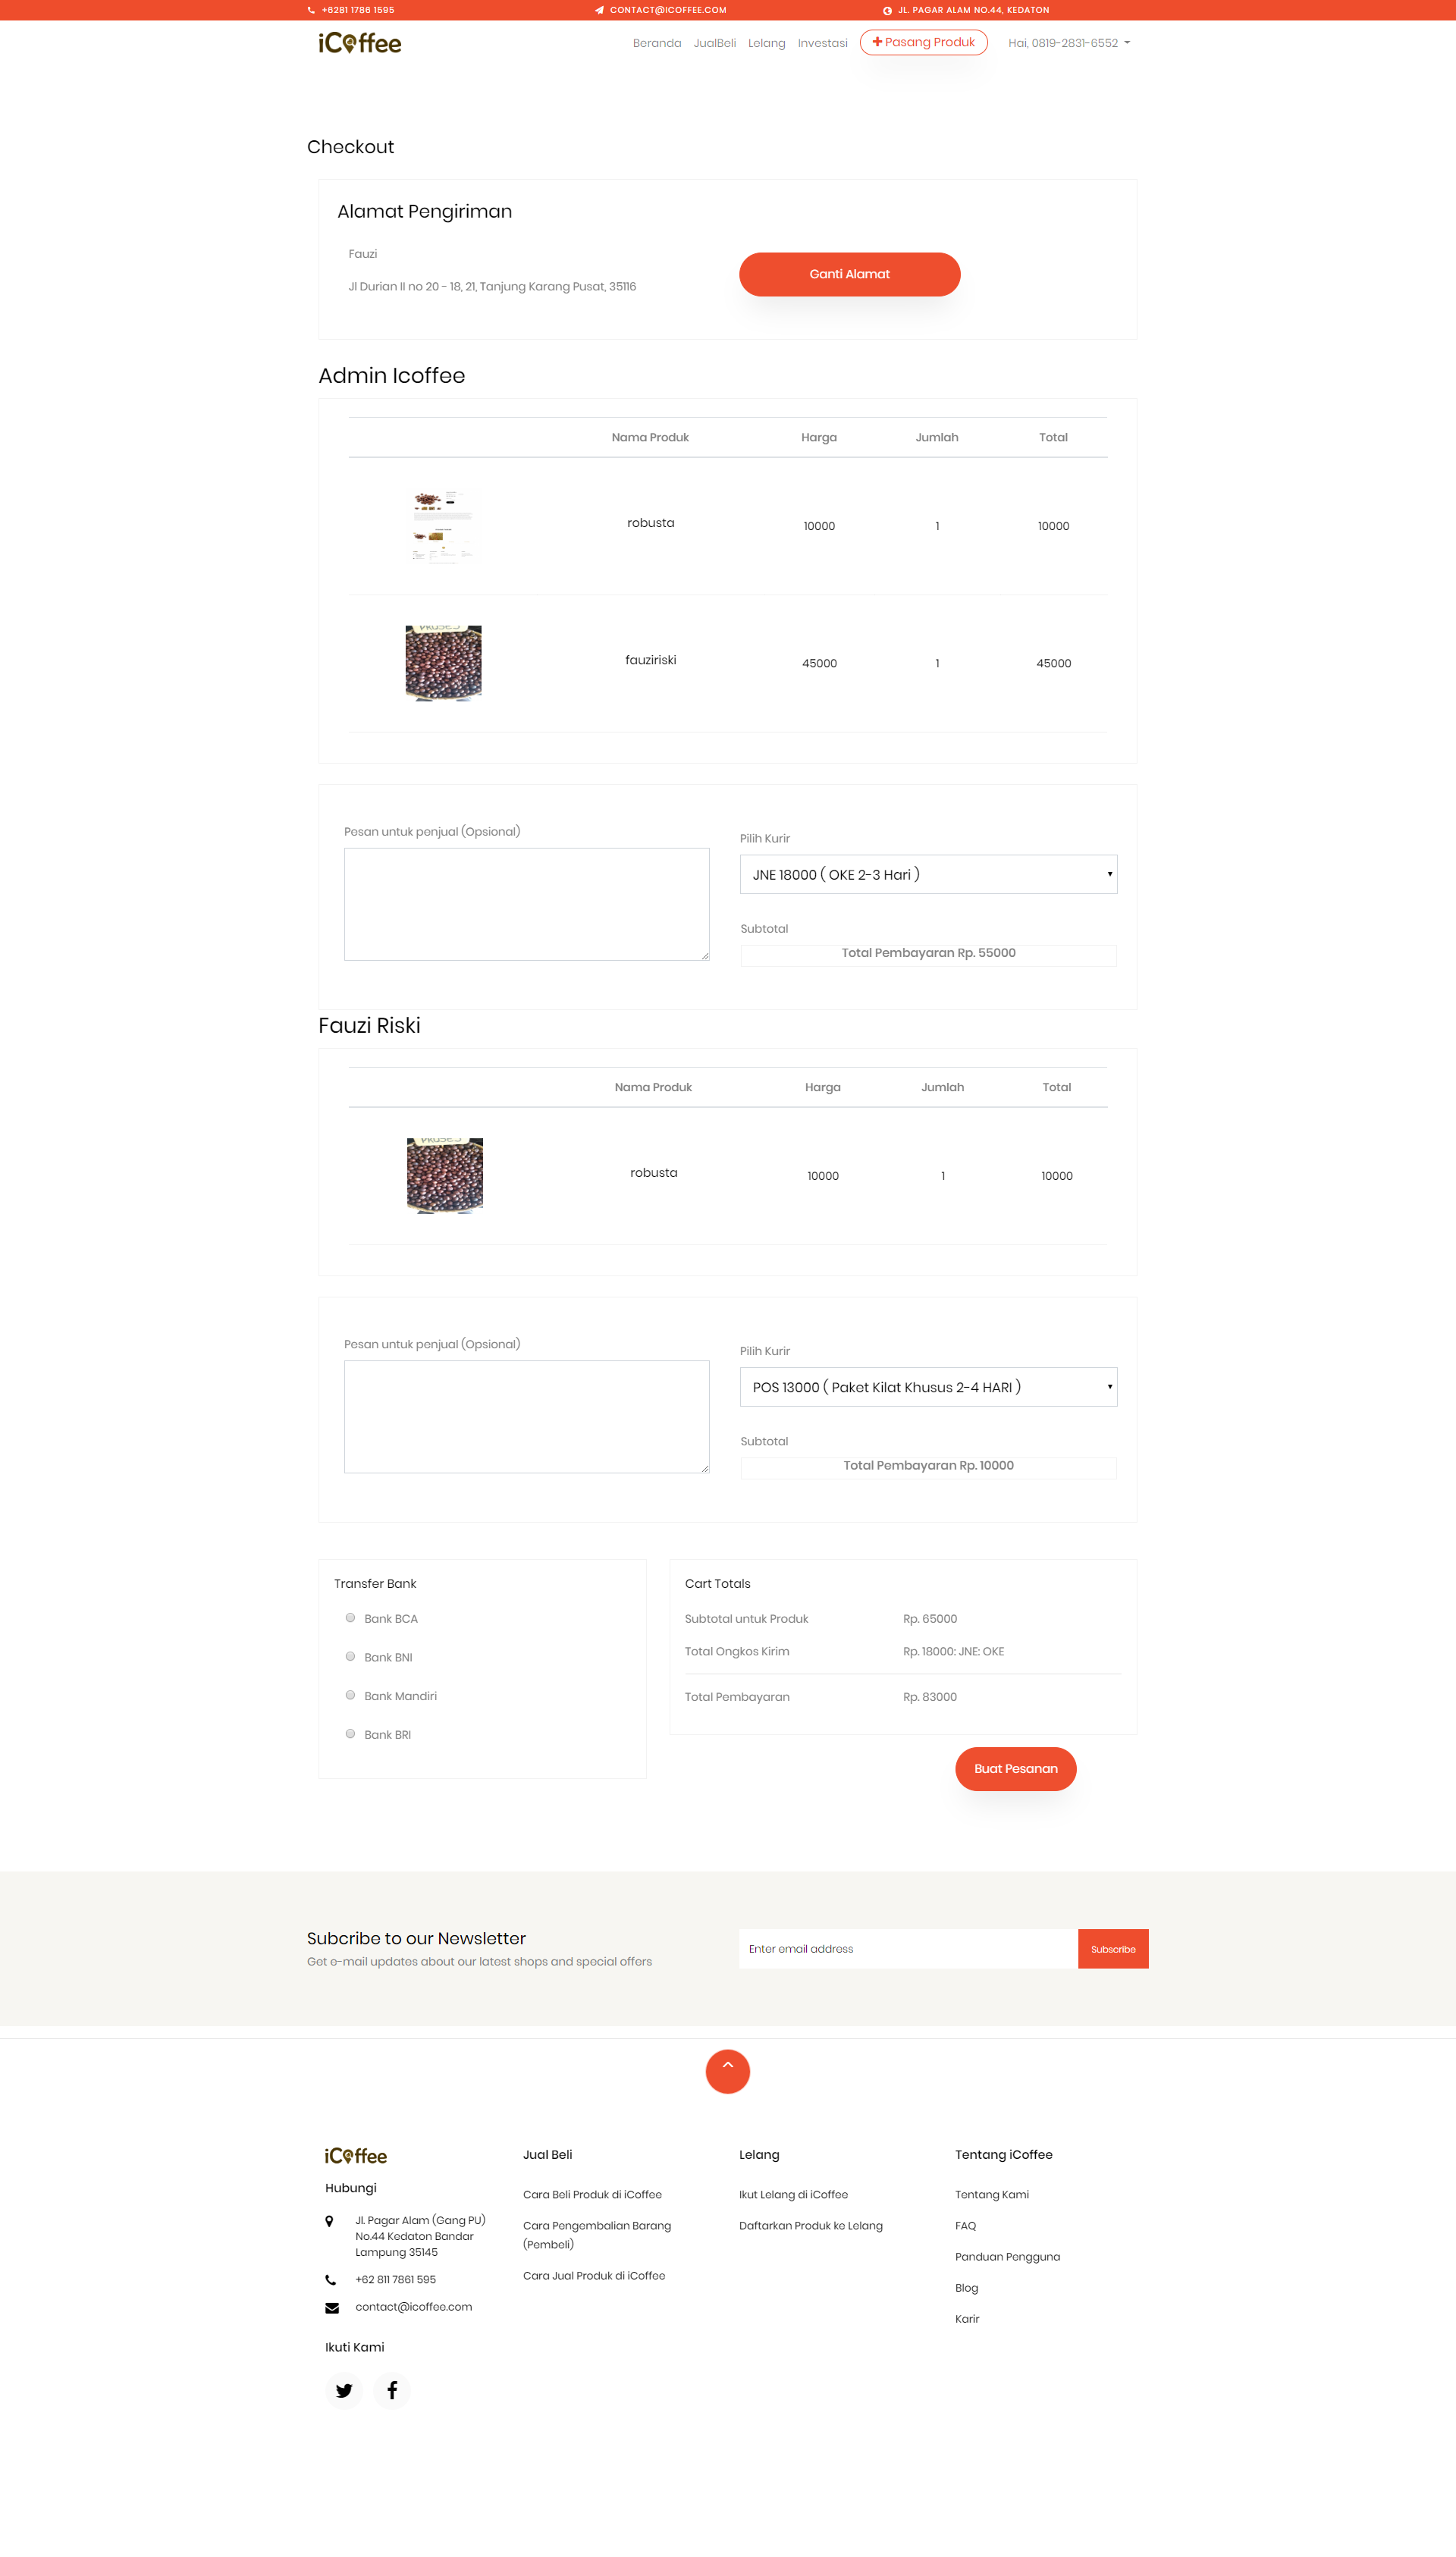 +6281 1786 1595
CONTACT@ICOFFEE.COM
JL. PAGAR ALAM NO.44, KEDATON
iCoffee
Beranda JualBeli Lelang Investasi Pasang Produk Hai, 0819-2831-6552
Checkout
Alamat Pengiriman
Fauzi
Jl Durian II no 20 - 18, 21, Tanjung Karang Pusat, 35116
Ganti Alamat
Admin Icoffee
Nama Produk Harga Jumlah Total
robusta 10000 1 10000
fauziriski 45000 1 45000
Pesan untuk penjual (Opsional)
Pilih Kurir
JNE 18000 ( OKE 2-3 Hari )
Subtotal
Total Pembayaran Rp. 55000
Fauzi Riski
Nama Produk Harga Jumlah Total
robusta 10000 1 10000
Pesan untuk penjual (Opsional)
Pilih Kurir
POS 13000 ( Paket Kilat Khusus 2-4 HARI )
Subtotal
Total Pembayaran Rp. 10000
Transfer Bank
Bank BCA
Bank BNI
Bank Mandiri
Bank BRI
Cart Totals
Subtotal untuk Produk Rp. 65000
Total Ongkos Kirim Rp. 18000: JNE: OKE
Total Pembayaran Rp. 83000
Buat Pesanan
Subcribe to our Newsletter
Get e-mail updates about our latest shops and special offers
Enter email address
Subscribe
iCoffee
Hubungi
Jl. Pagar Alam (Gang PU)
No.44 Kedaton Bandar
Lampung 35145
+62 811 7861 595
contact@icoffee.com
Ikuti Kami
Jual Beli
Cara Beli Produk di iCoffee
Cara Pengembalian Barang
(Pembeli)
Cara Jual Produk di iCoffee
Lelang
Ikut Lelang di iCoffee
Daftarkan Produk ke Lelang
Tentang iCoffee
Tentang Kami
FAQ
Panduan Pengguna
Blog
Karir